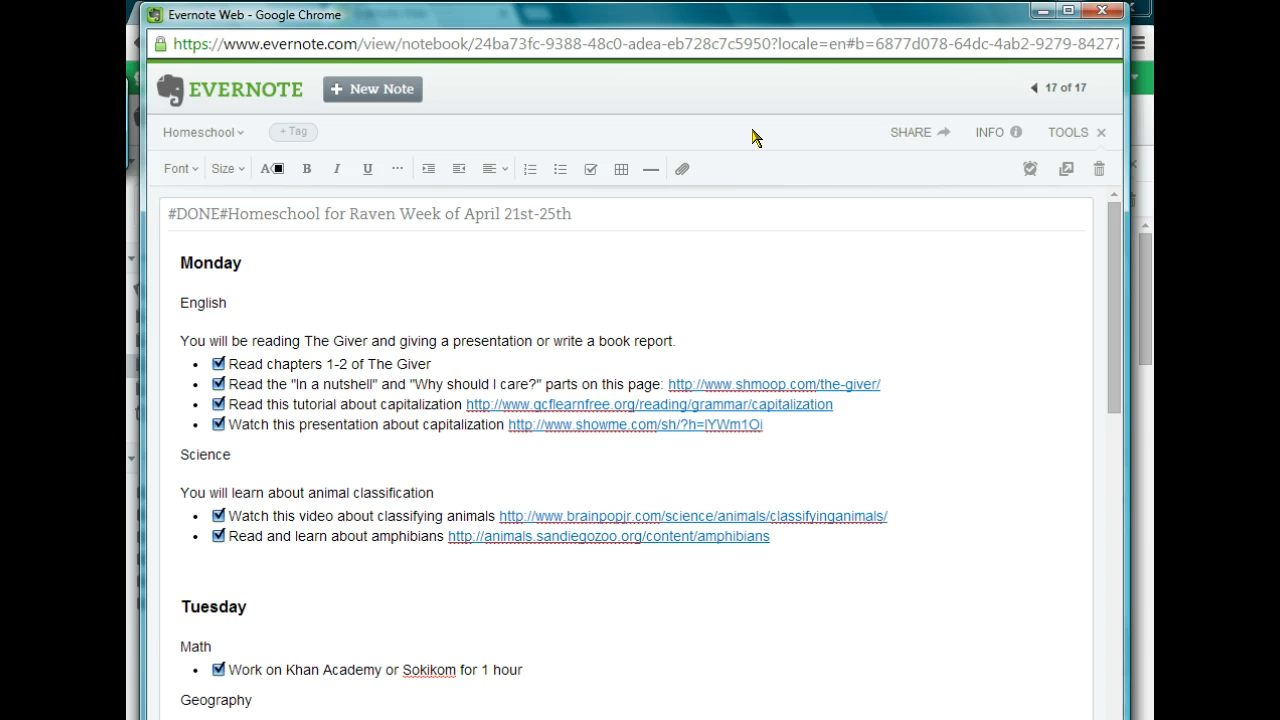 Evernote Web - Google Chrome
https://www.evernote.com/view/notebook/24ba73fc-9388-48c0-adea-eb728c7c5950?locale=en#b=6877d078-64dc-4ab2-9279-84277
EVERNOTE
+ New Note
17 of 17
Homeschool
+ Tag
SHARE
INFO
TOOLS
Font
Size
A
B
I
U
#DONE#Homeschool for Raven Week of April 21st-25th
Monday
English
You will be reading The Giver and giving a presentation or write a book report.
• Read chapters 1-2 of The Giver
• Read the "In a nutshell" and "Why should I care?" parts on this page: http://www.shmoop.com/the-giver/
• Read this tutorial about capitalization http://www.gcflearnfree.org/reading/grammar/capitalization
• Watch this presentation about capitalization http://www.showme.com/sh/?h=lYWm1Oi
Science
You will learn about animal classification
• Watch this video about classifying animals http://www.brainpopjr.com/science/animals/classifyinganimals/
• Read and learn about amphibians http://animals.sandiegozoo.org/content/amphibians
Tuesday
Math
• Work on Khan Academy or Sokikom for 1 hour
Geography